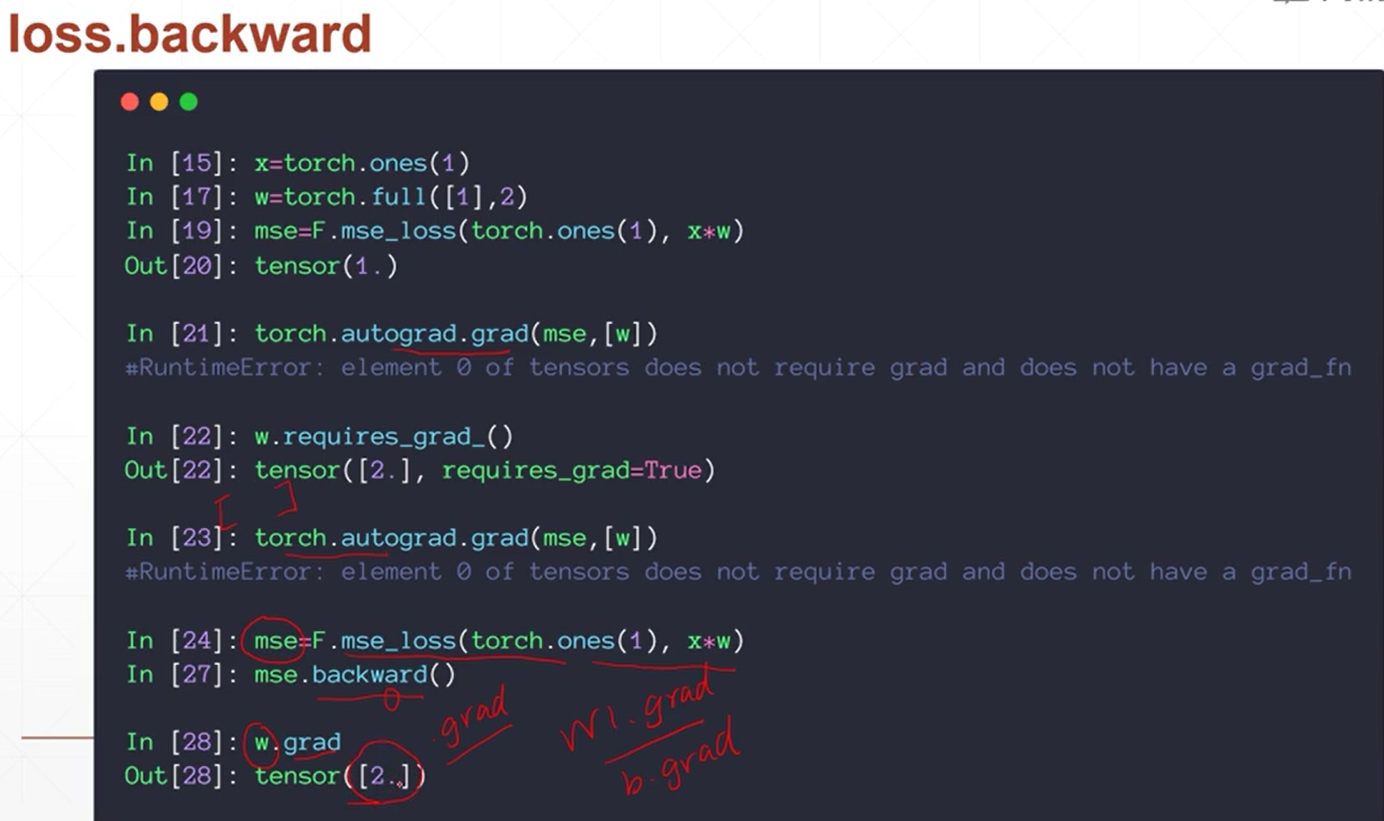 loss.backward
In [15]: x=torch.ones(1)
In [17]: w=torch.full([1],2)
In [19]: mse=F.mse_loss(torch.ones(1), x*w)
Out[20]: tensor(1.)
In [21]: torch.autograd.grad(mse,[w])
#RuntimeError: element 0 of tensors does not require grad and does not have a grad_fn
In [22]: w.requires_grad_()
Out[22]: tensor([2.], requires_grad=True)
[ ]
In [23]: torch.autograd.grad(mse,[w])
#RuntimeError: element 0 of tensors does not require grad and does not have a grad_fn
In [24]: mse=F.mse_loss(torch.ones(1), x*w)
In [27]: mse.backward()
.grad
W1.grad
b.grad
In [28]: w.grad
Out[28]: tensor([2.])